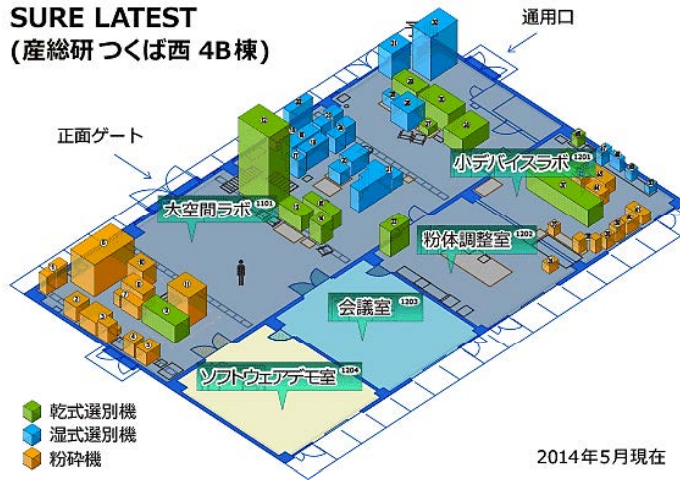 SURE LATEST
(産総研 つくば西 4B棟)
通用口
正面ゲート
小デバイスラボ 1201
大空間ラボ 1101
粉体調整室 1202
会議室 1203
ソフトウェアデモ室 1204
乾式選別機
湿式選別機
粉砕機
2014年5月現在